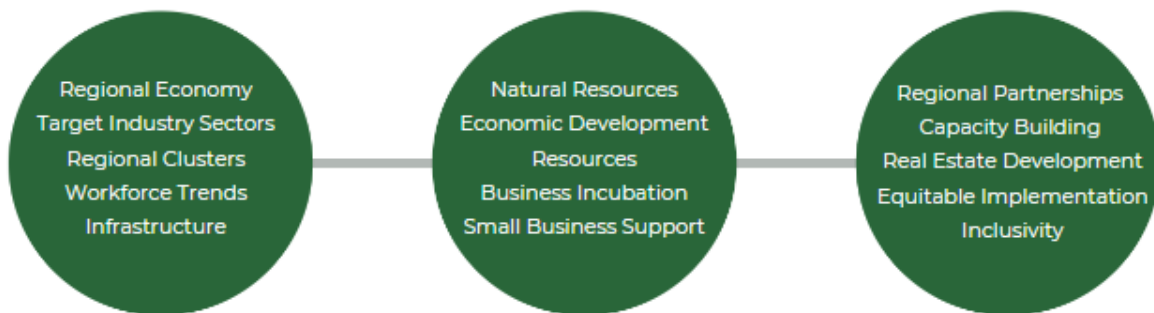 Regional Economy
Target Industry Sectors
Regional Clusters
Workforce Trends
Infrastructure
Natural Resources
Economic Development
Resources
Business Incubation
Small Business Support
Regional Partnerships
Capacity Building
Real Estate Development
Equitable Implementation
Inclusivity